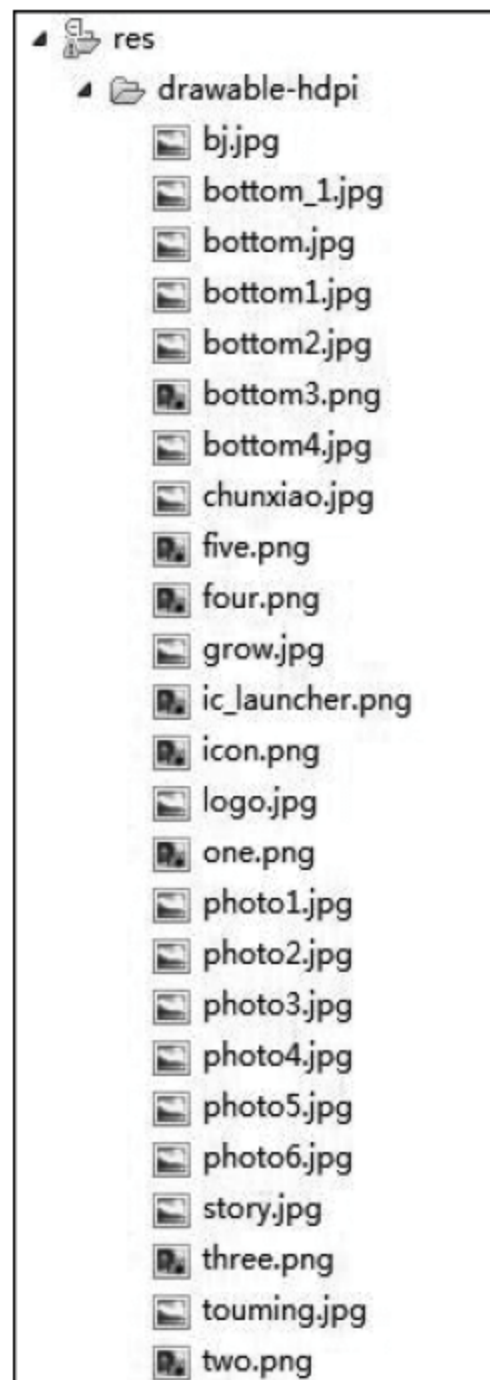 res
drawable-hdpi
bj.jpg
bottom_1.jpg
bottom.jpg
bottom1.jpg
bottom2.jpg
bottom3.png
bottom4.jpg
chunxiao.jpg
five.png
four.png
grow.jpg
ic_launcher.png
icon.png
logo.jpg
one.png
photo1.jpg
photo2.jpg
photo3.jpg
photo4.jpg
photo5.jpg
photo6.jpg
story.jpg
three.png
touming.jpg
two.png